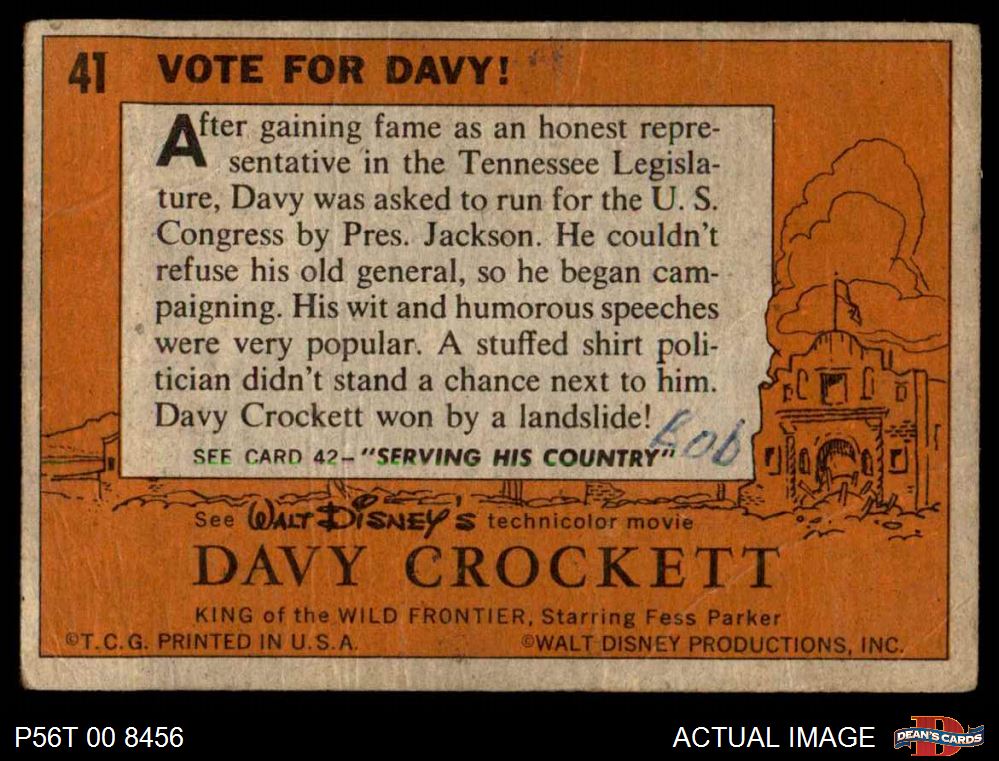 41 VOTE FOR DAVY!
After gaining fame as an honest repre-
sentative in the Tennessee Legisla-
ture, Davy was asked to run for the U. S.
Congress by Pres. Jackson. He couldn't
refuse his old general, so he began cam-
paigning. His wit and humorous speeches
were very popular. A stuffed shirt poli-
tician didn't stand a chance next to him.
Davy Crockett won by a landslide!
Bob
SEE CARD 42—"SERVING HIS COUNTRY"
See WALT DISNEY'S technicolor movie
DAVY CROCKETT
KING of the WILD FRONTIER, Starring Fess Parker
©T.C.G. PRINTED IN U.S.A. ©WALT DISNEY PRODUCTIONS, INC.
P56T 00 8456 ACTUAL IMAGE DEAN'S CARDS